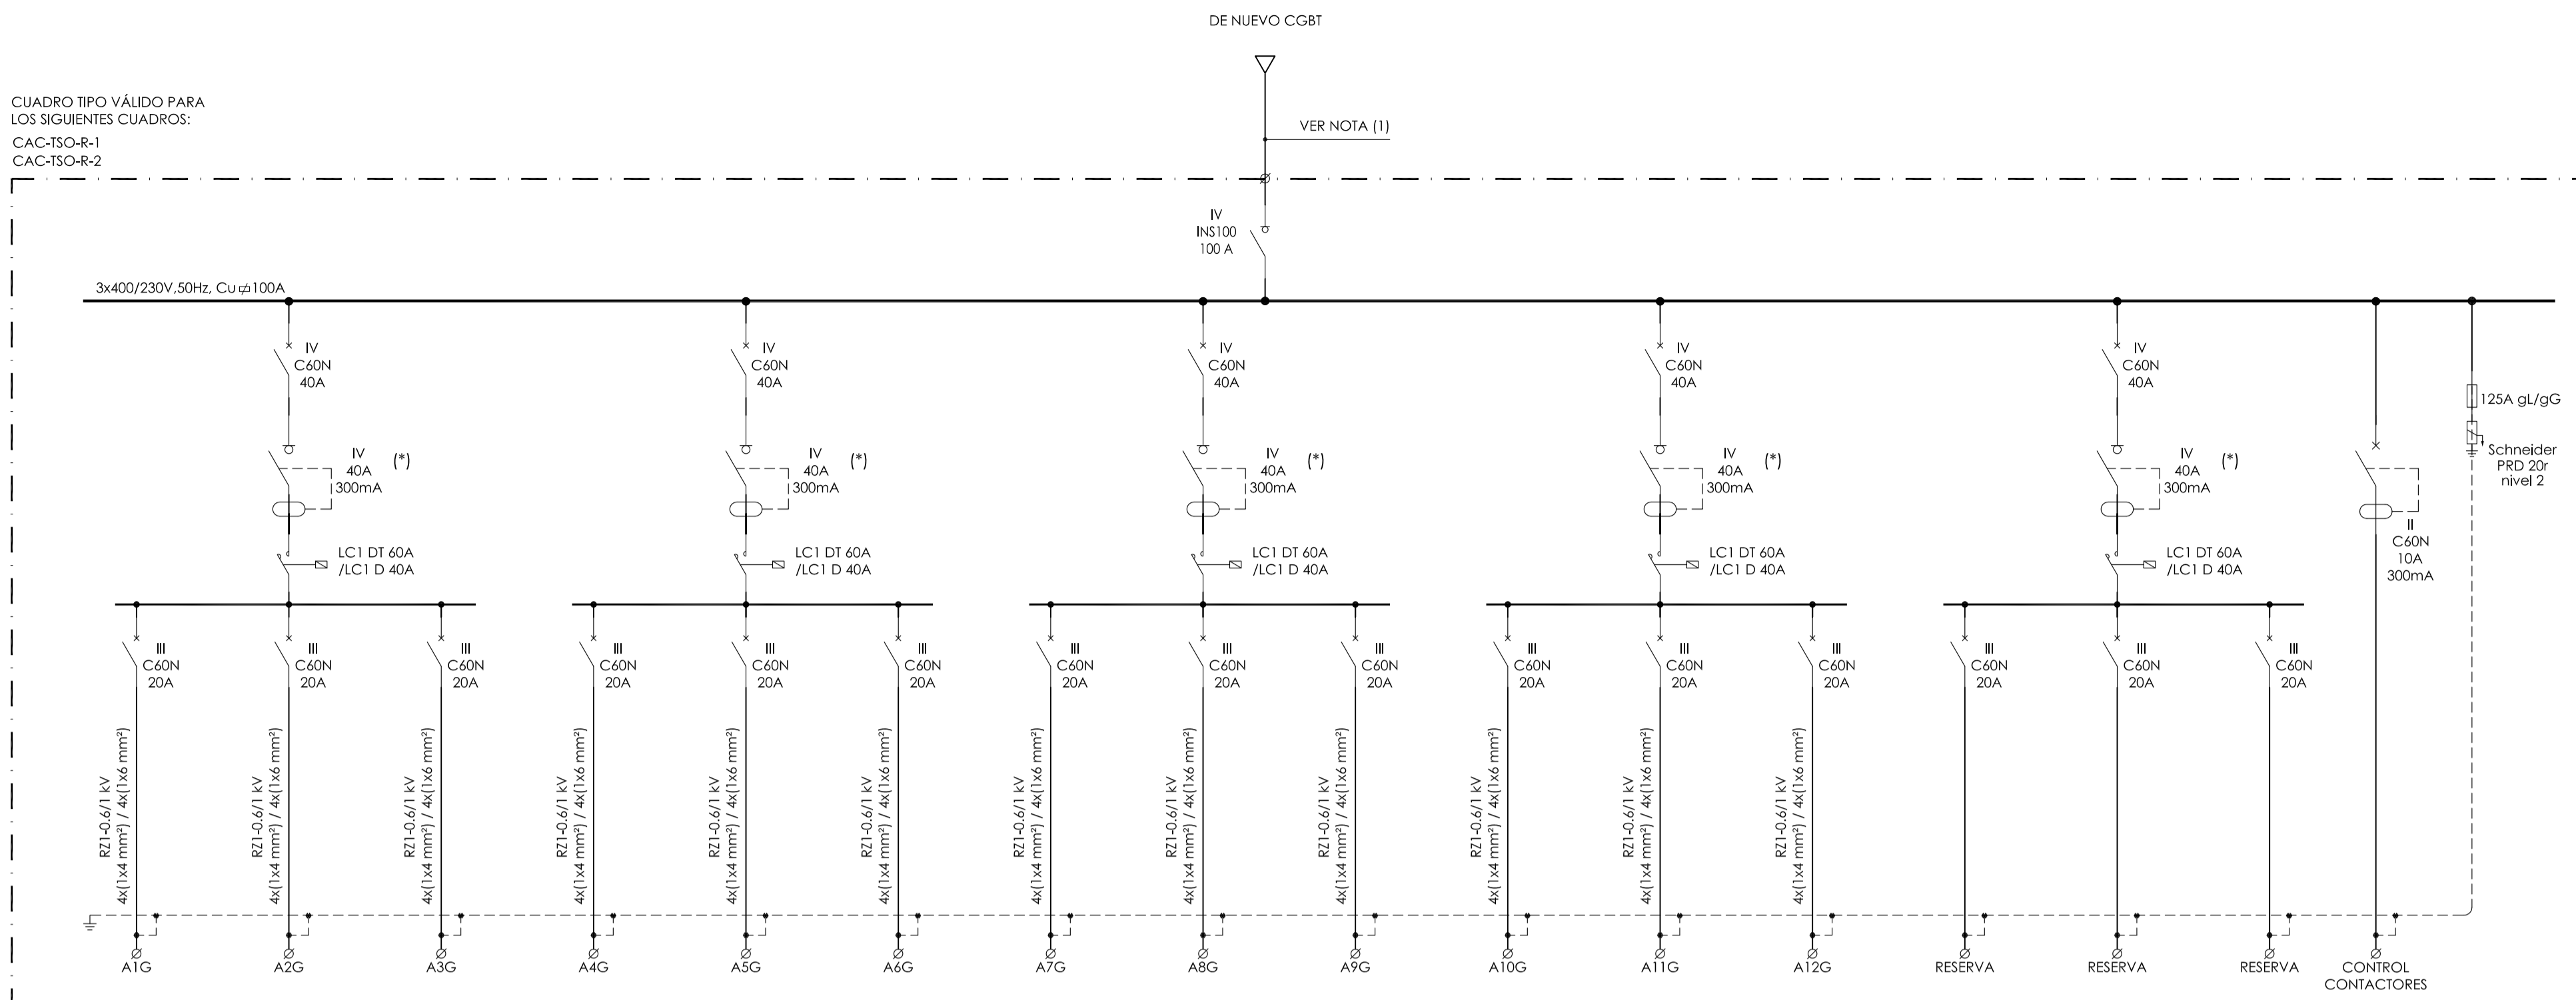 DE NUEVO CGBT
CUADRO TIPO VÁLIDO PARA
LOS SIGUIENTES CUADROS:
CAC-TSO-R-1
CAC-TSO-R-2
VER NOTA (1)
IV
INS100
100 A
3x400/230V,50Hz, Cu ⌭ 100A
IV
C60N
40A
IV
C60N
40A
IV
C60N
40A
IV
C60N
40A
IV
C60N
40A
125A gL/gG
Schneider
PRD 20r
nivel 2
IV
40A (*)
300mA
IV
40A (*)
300mA
IV
40A (*)
300mA
IV
40A (*)
300mA
IV
40A (*)
300mA
II
C60N
10A
300mA
LC1 DT 60A
/LC1 D 40A
LC1 DT 60A
/LC1 D 40A
LC1 DT 60A
/LC1 D 40A
LC1 DT 60A
/LC1 D 40A
LC1 DT 60A
/LC1 D 40A
III
C60N
20A
III
C60N
20A
III
C60N
20A
III
C60N
20A
III
C60N
20A
III
C60N
20A
III
C60N
20A
III
C60N
20A
III
C60N
20A
III
C60N
20A
III
C60N
20A
III
C60N
20A
III
C60N
20A
III
C60N
20A
III
C60N
20A
RZ1-0.6/1 kV
4x(1x4 mm²) / 4x(1x6 mm²)
RZ1-0.6/1 kV
4x(1x4 mm²) / 4x(1x6 mm²)
RZ1-0.6/1 kV
4x(1x4 mm²) / 4x(1x6 mm²)
RZ1-0.6/1 kV
4x(1x4 mm²) / 4x(1x6 mm²)
RZ1-0.6/1 kV
4x(1x4 mm²) / 4x(1x6 mm²)
RZ1-0.6/1 kV
4x(1x4 mm²) / 4x(1x6 mm²)
RZ1-0.6/1 kV
4x(1x4 mm²) / 4x(1x6 mm²)
RZ1-0.6/1 kV
4x(1x4 mm²) / 4x(1x6 mm²)
RZ1-0.6/1 kV
4x(1x4 mm²) / 4x(1x6 mm²)
RZ1-0.6/1 kV
4x(1x4 mm²) / 4x(1x6 mm²)
RZ1-0.6/1 kV
4x(1x4 mm²) / 4x(1x6 mm²)
RZ1-0.6/1 kV
4x(1x4 mm²) / 4x(1x6 mm²)
A1G
A2G
A3G
A4G
A5G
A6G
A7G
A8G
A9G
A10G
A11G
A12G
RESERVA
RESERVA
RESERVA
CONTROL
CONTACTORES